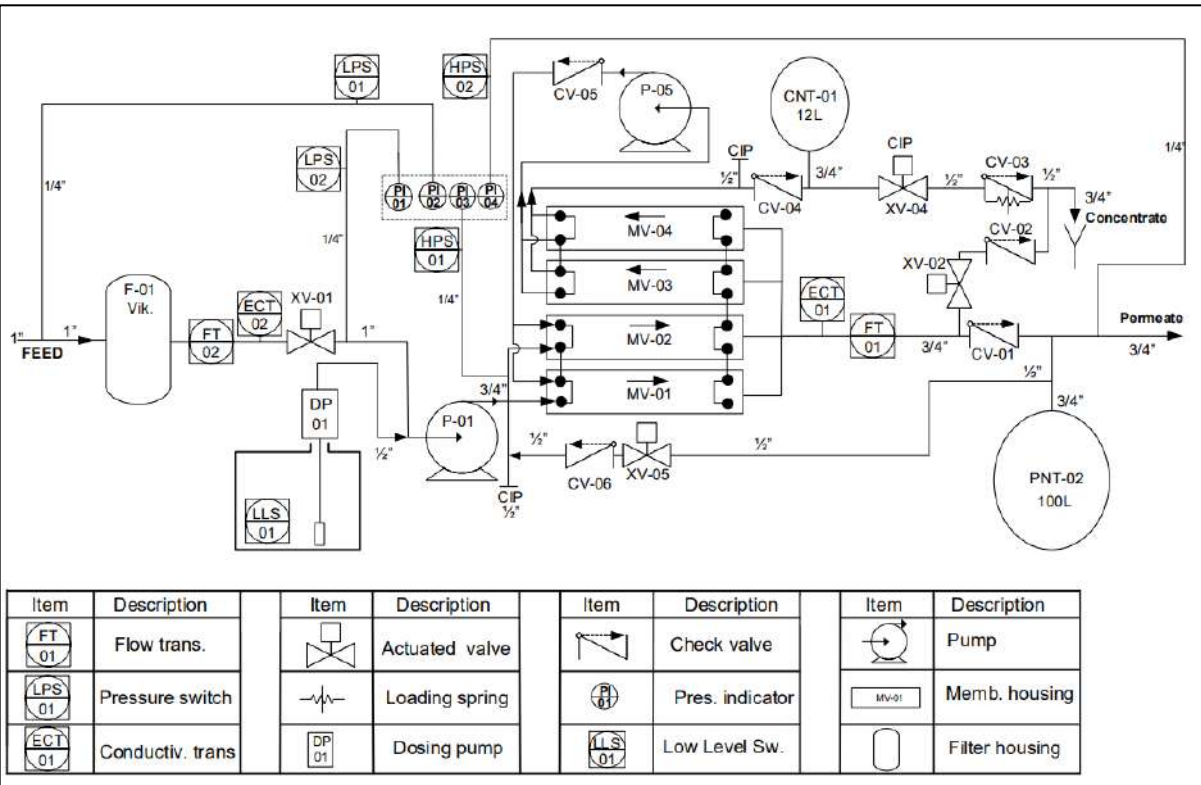 LPS
01
HPS
02
CV-05
P-05
CNT-01
12L
CIP
CIP
CV-03
LPS
02
1/4"
PI
01
PI
02
PI
03
PI
04
½"
3/4"
½"
½"
1/4"
CV-04
XV-04
3/4"
Concentrate
1/4"
HPS
01
MV-04
CV-02
XV-02
F-01
Vik.
ECT
02
XV-01
1/4"
MV-03
ECT
01
1"
1"
FEED
FT
02
1"
MV-02
FT
01
3/4"
CV-01
Permeate
3/4"
DP
01
3/4"
MV-01
½"
3/4"
P-01
½"
½"
½"
½"
CV-06
XV-05
LLS
01
CIP
½"
PNT-02
100L
Item Description Item Description Item Description Item Description
FT
01
Flow trans.
Actuated valve
Check valve
Pump
LPS
01
Pressure switch
Loading spring
PI
01
Pres. indicator
MV-01
Memb. housing
ECT
01
Conductiv. trans
DP
01
Dosing pump
LLS
01
Low Level Sw.
Filter housing